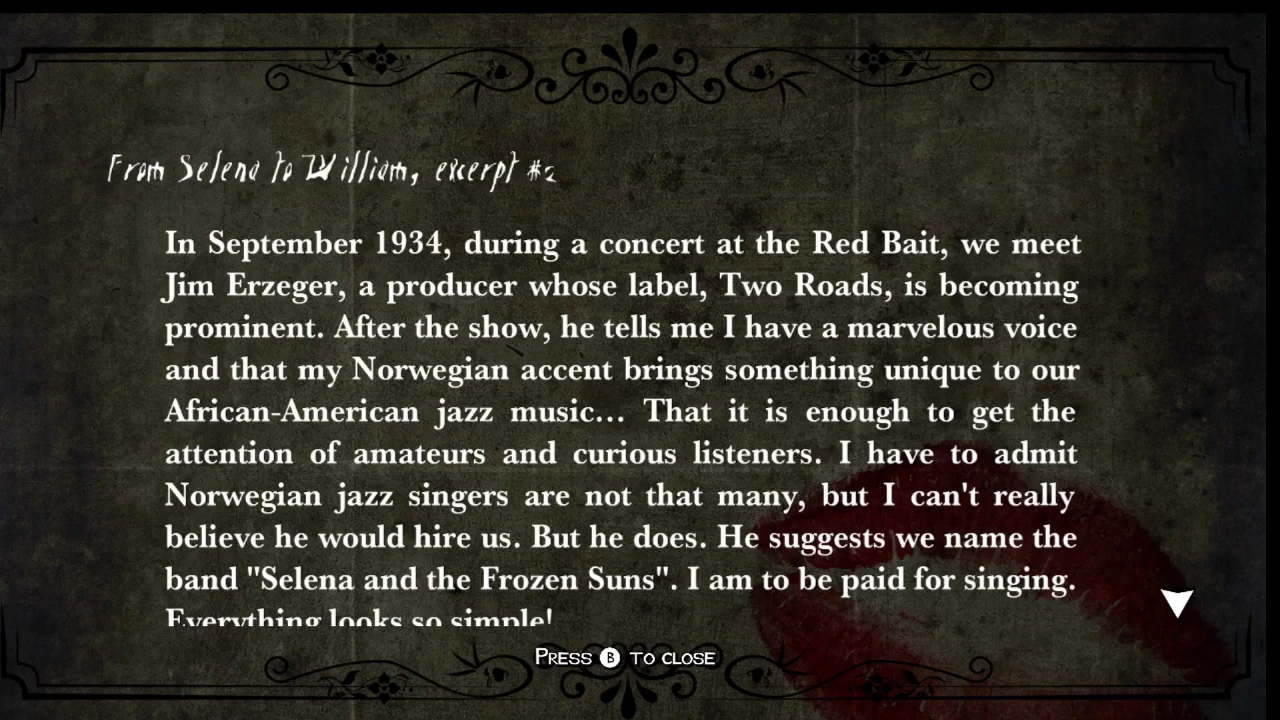 From Selena to William, excerpt #2
In September 1934, during a concert at the Red Bait, we meet
Jim Erzeger, a producer whose label, Two Roads, is becoming
prominent. After the show, he tells me I have a marvelous voice
and that my Norwegian accent brings something unique to our
African-American jazz music... That it is enough to get the
attention of amateurs and curious listeners. I have to admit
Norwegian jazz singers are not that many, but I can't really
believe he would hire us. But he does. He suggests we name the
band "Selena and the Frozen Suns". I am to be paid for singing.
Everything looks so simple!
PRESS B TO CLOSE